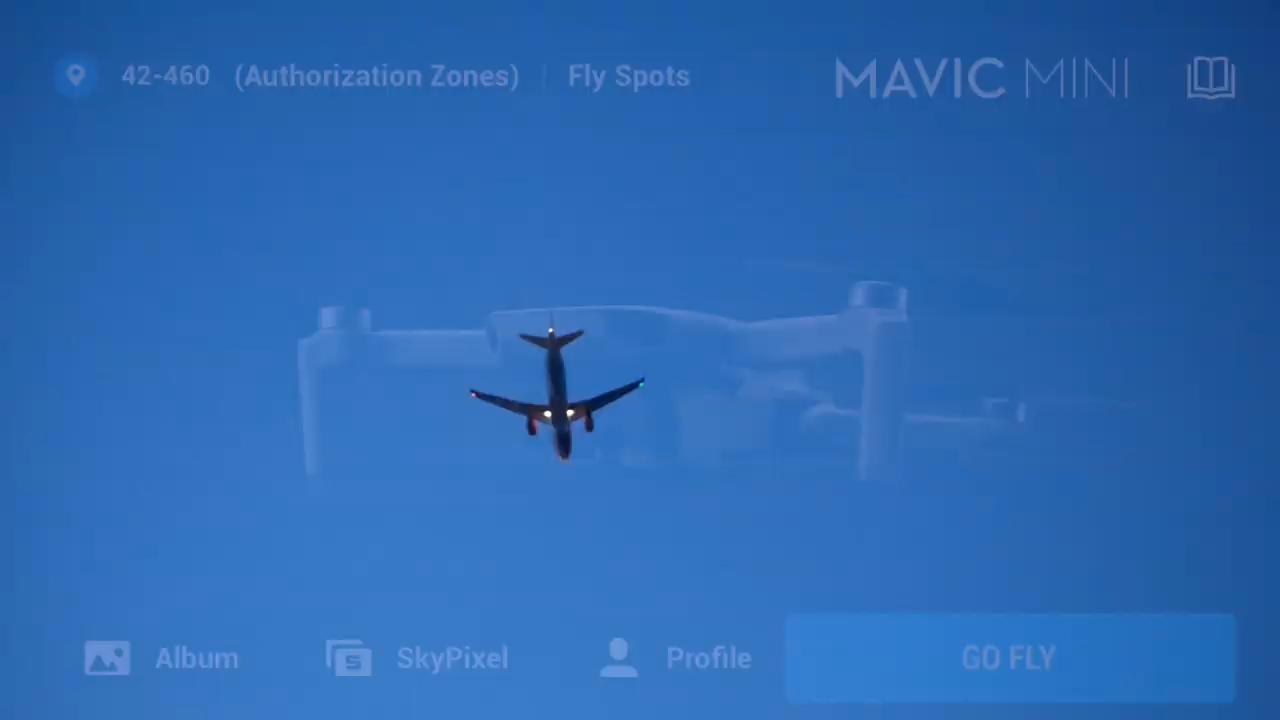 42-460 (Authorization Zones) | Fly Spots
MAVIC MINI
Album
SkyPixel
Profile
GO FLY